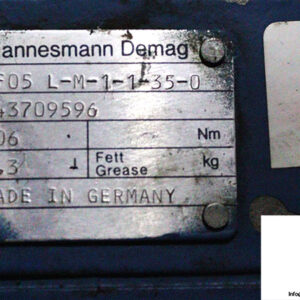 annesmann Demag
F05 L-M-1-1-35-0
43709596
06 Nm
,3 l Fett kg
Grease
ADE IN GERMANY